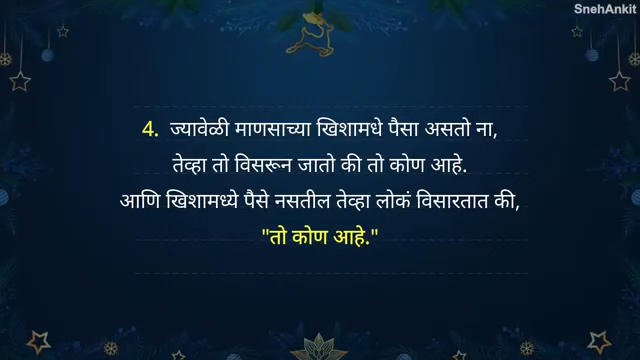 SnehAnkit
4. ज्यावेळी माणसाच्या खिशामधे पैसा असतो ना,
तेव्हा तो विसरून जातो की तो कोण आहे.
आणि खिशामध्ये पैसे नसतील तेव्हा लोकं विसारतात की,
"तो कोण आहे."